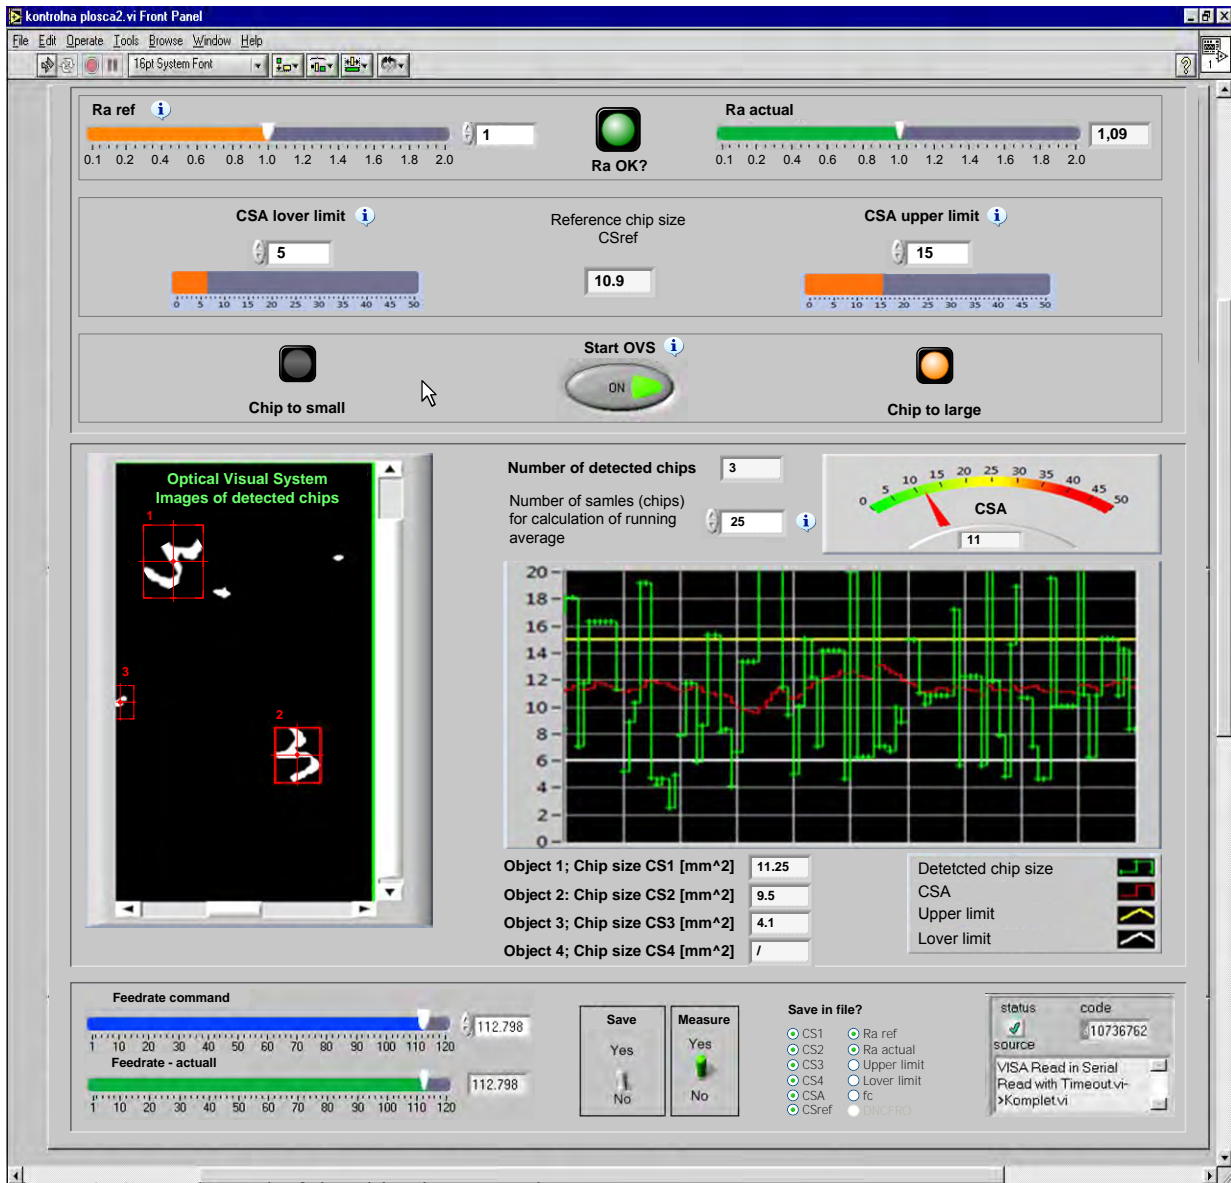 kontrolna plosca2.vi Front Panel
File Edit Operate Tools Browse Window Help
16pt System Font
1
Ra ref
1
0.1 0.2 0.4 0.6 0.8 1.0 1.2 1.4 1.6 1.8 2.0
Ra OK?
Ra actual
1,09
0.1 0.2 0.4 0.6 0.8 1.0 1.2 1.4 1.6 1.8 2.0
CSA lover limit
5
0 5 10 15 20 25 30 35 40 45 50
Reference chip size
CSref
10.9
CSA upper limit
15
0 5 10 15 20 25 30 35 40 45 50
Chip to small
Start OVS
ON
Chip to large
Optical Visual System
Images of detected chips
1
3
2
Number of detected chips 3
Number of samles (chips)
for calculation of running
average
25
0 5 10 15 20 25 30 35 40 45 50
CSA
11
20
18
16
14
12
10
8
6
4
2
0
Object 1; Chip size CS1 [mm^2] 11.25
Object 2: Chip size CS2 [mm^2] 9.5
Object 3; Chip size CS3 [mm^2] 4.1
Object 4; Chip size CS4 [mm^2] /
Detetcted chip size
CSA
Upper limit
Lover limit
Feedrate command
112.798
1 10 20 30 40 50 60 70 80 90 100 120
Feedrate - actuall
112.798
1 10 20 30 40 50 60 70 80 90 100 120
Save
Yes
No
Measure
Yes
No
Save in file?
CS1 Ra ref
CS2 Ra actual
CS3 Upper limit
CS4 Lover limit
CSA fc
CSref DNCFRO
status code
10736762
source
VISA Read in Serial
Read with Timeout.vi-
>Komplet.vi